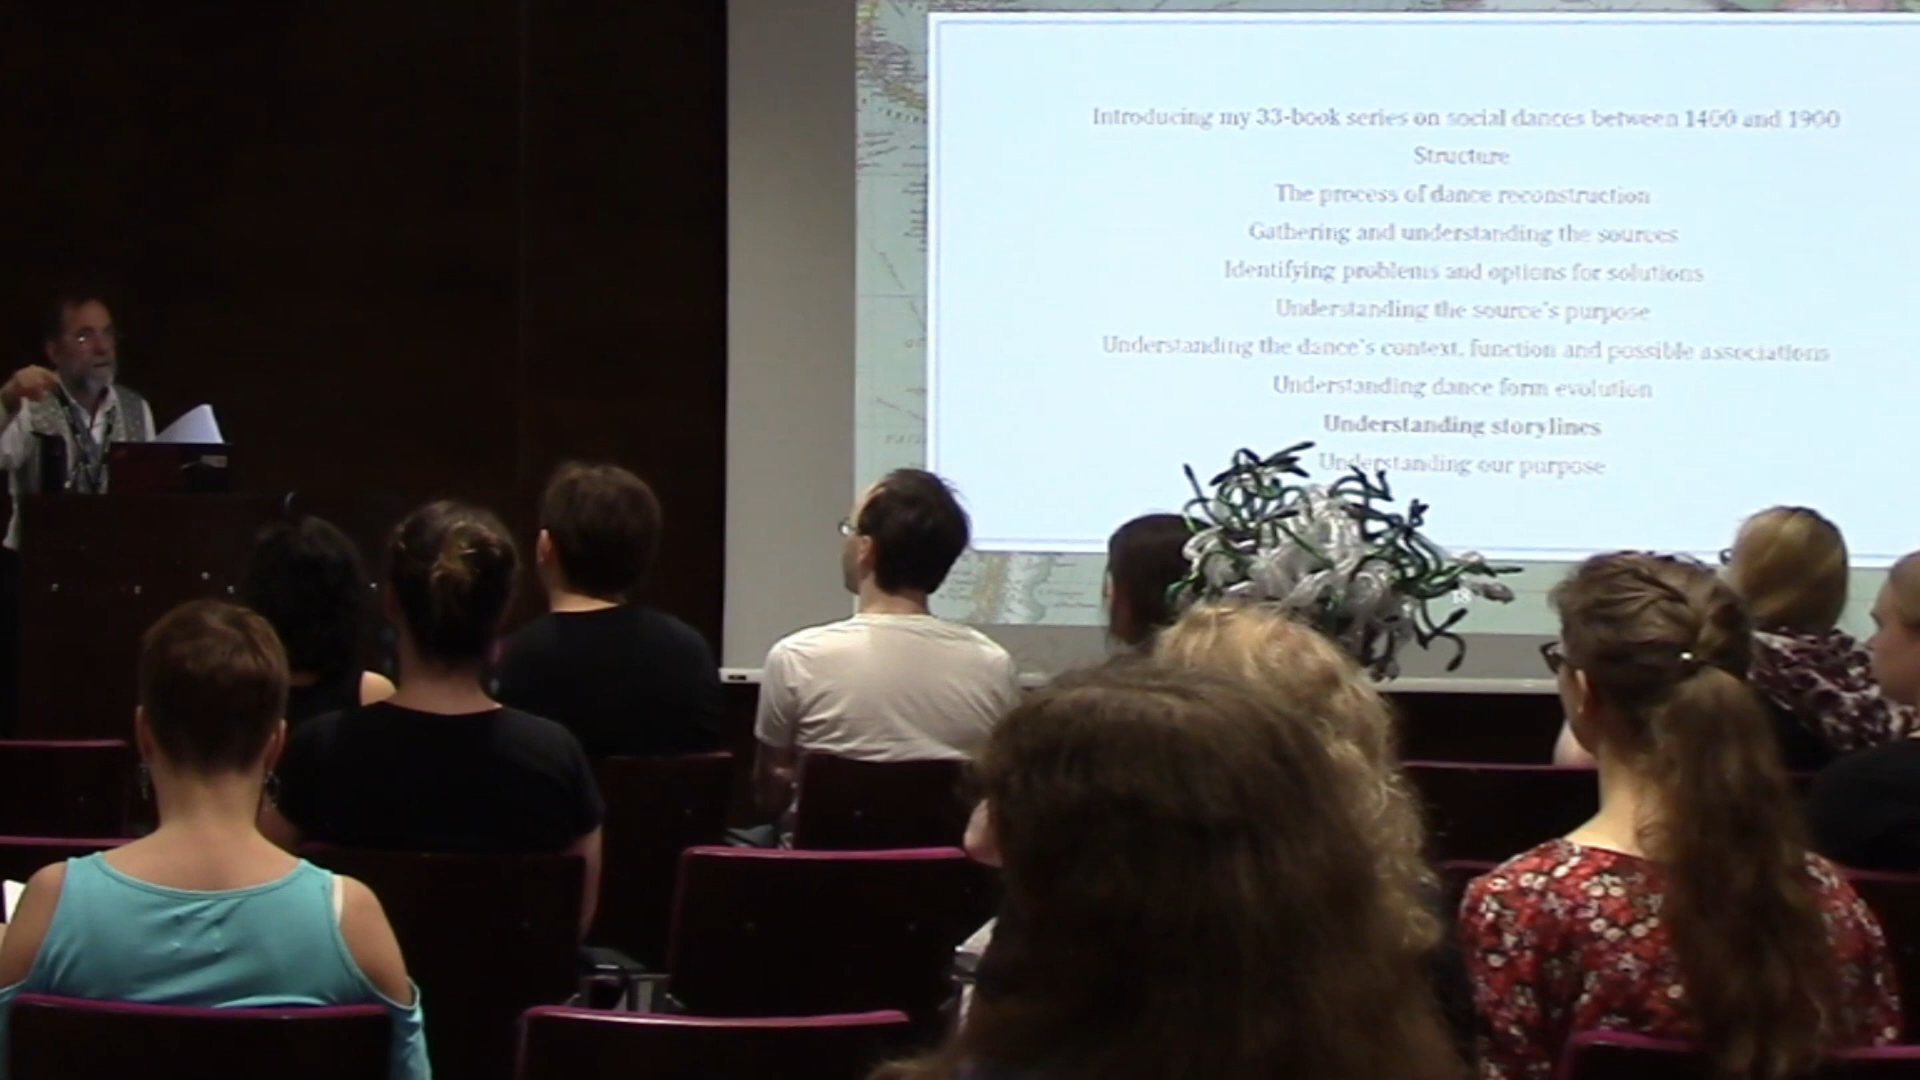 Introducing my 33-book series on social dances between 1400 and 1900
Structure
The process of dance reconstruction
Gathering and understanding the sources
Identifying problems and options for solutions
Understanding the source's purpose
Understanding the dance's context, function and possible associations
Understanding dance form evolution
Understanding storylines
Understanding our purpose